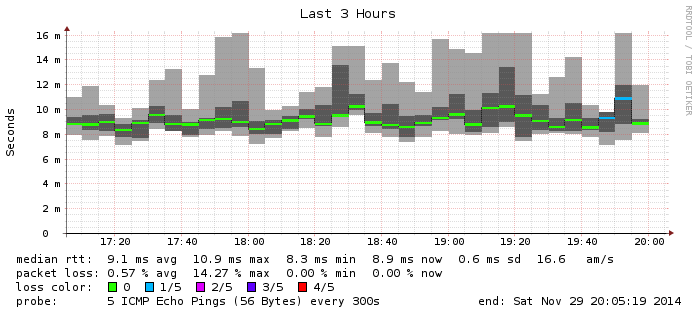 Last 3 Hours
RRDTOOL / TOBI OETIKER
Seconds
16 m
14 m
12 m
10 m
8 m
6 m
4 m
2 m
0
17:20 17:40 18:00 18:20 18:40 19:00 19:20 19:40 20:00
median rtt: 9.1 ms avg 10.9 ms max 8.3 ms min 8.9 ms now 0.6 ms sd 16.6 am/s
packet loss: 0.57 % avg 14.27 % max 0.00 % min 0.00 % now
loss color: 0 1/5 2/5 3/5 4/5
probe: 5 ICMP Echo Pings (56 Bytes) every 300s end: Sat Nov 29 20:05:19 2014